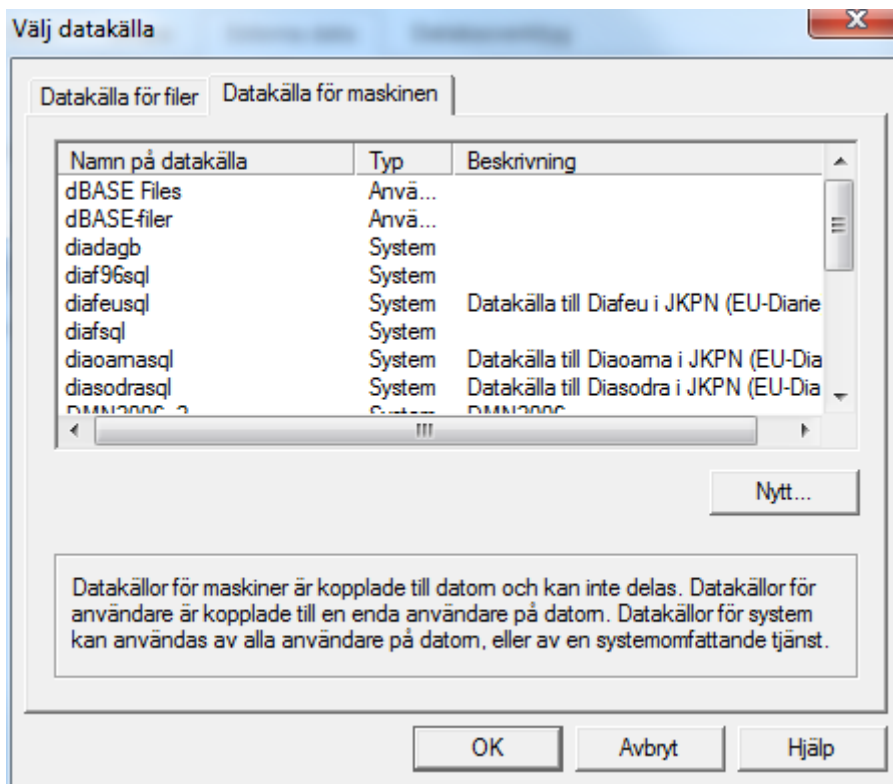 Välj datakälla
Datakälla för filer Datakälla för maskinen
Namn på datakälla Typ Beskrivning
dBASE Files Använ...
dBASE-filer Använ...
diadagb System
diaf96sql System
diafeusql System Datakälla till Diafeu i JKPN (EU-Diarie
diafsql System
diaoarnasql System Datakälla till Diaoarna i JKPN (EU-Dia
diasodrasql System Datakälla till Diasodra i JKPN (EU-Dia
Nytt...
Datakällor för maskiner är kopplade till datorn och kan inte delas. Datakällor för
användare är kopplade till en enda användare på datorn. Datakällor för system
kan användas av alla användare på datorn, eller av en systemomfattande tjänst.
OK Avbryt Hjälp